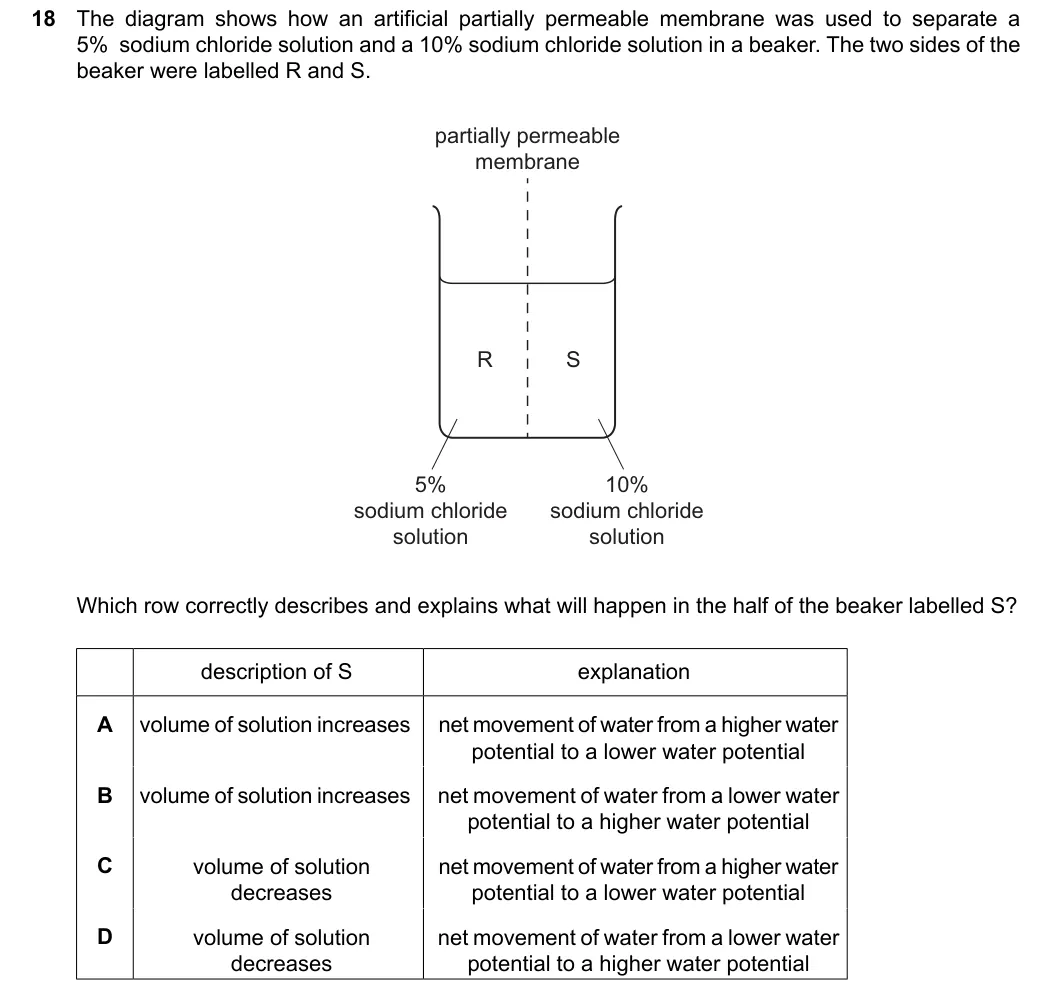 18 The diagram shows how an artificial partially permeable membrane was used to separate a
5% sodium chloride solution and a 10% sodium chloride solution in a beaker. The two sides of the
beaker were labelled R and S.
partially permeable
membrane
R S
5% 10%
sodium chloride sodium chloride
solution solution
Which row correctly describes and explains what will happen in the half of the beaker labelled S?
description of S explanation
A volume of solution increases net movement of water from a higher water
potential to a lower water potential
B volume of solution increases net movement of water from a lower water
potential to a higher water potential
C volume of solution net movement of water from a higher water
decreases potential to a lower water potential
D volume of solution net movement of water from a lower water
decreases potential to a higher water potential